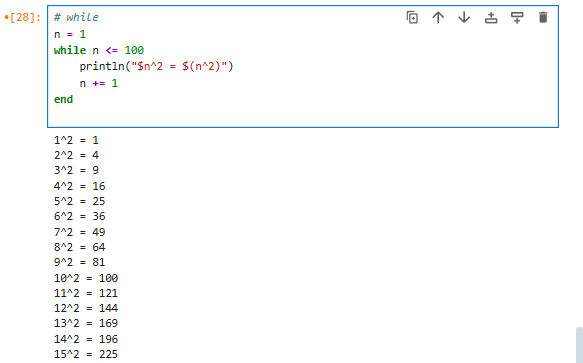 [28]: # while
n = 1
while n <= 100
    println("$n^2 = $(n^2)")
    n += 1
end
1^2 = 1
2^2 = 4
3^2 = 9
4^2 = 16
5^2 = 25
6^2 = 36
7^2 = 49
8^2 = 64
9^2 = 81
10^2 = 100
11^2 = 121
12^2 = 144
13^2 = 169
14^2 = 196
15^2 = 225